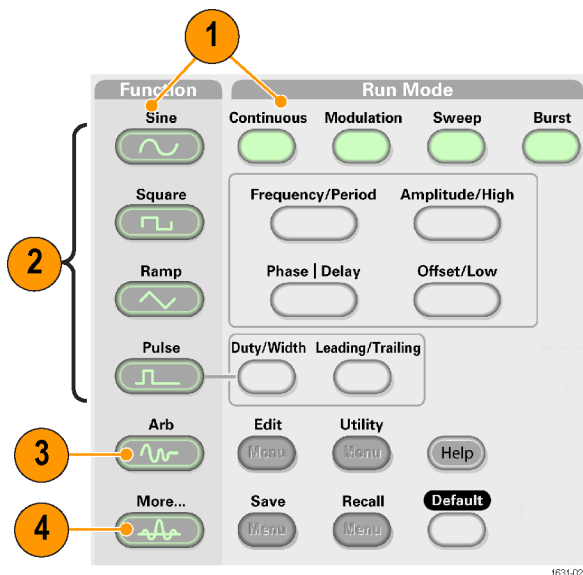 1
Function
Run Mode
Sine
Continuous
Modulation
Sweep
Burst
2
Square
Frequency/Period
Amplitude/High
Ramp
Phase | Delay
Offset/Low
Pulse
Duty/Width
Leading/Trailing
3
Arb
Edit
Menu
Utility
Menu
Help
4
More...
Save
Menu
Recall
Menu
Default
1631-02